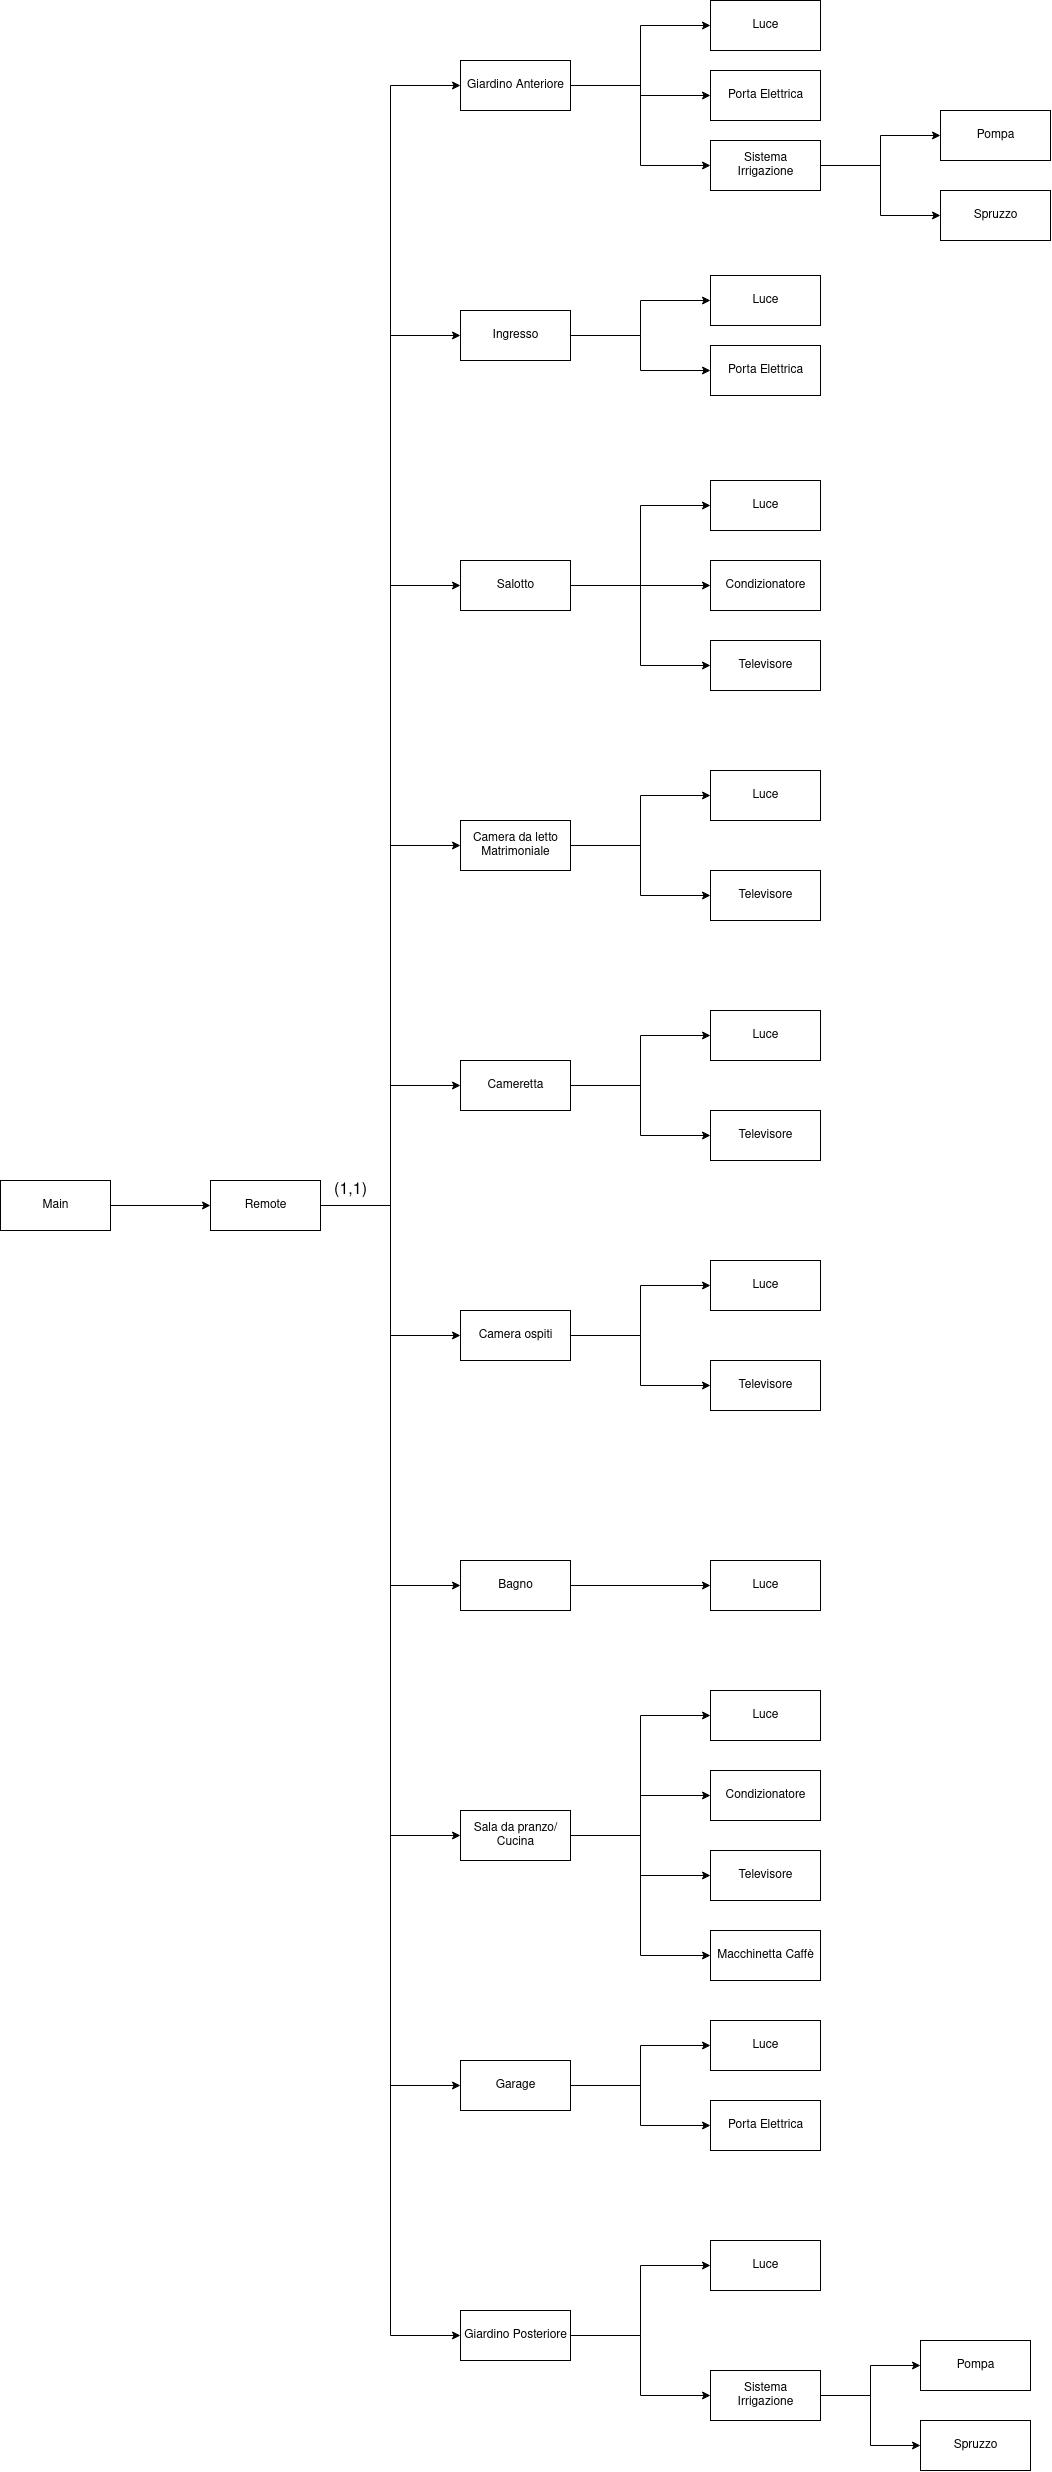 Luce
Giardino Anteriore
Porta Elettrica
Sistema
Irrigazione
Pompa
Spruzzo
Luce
Ingresso
Porta Elettrica
Luce
Salotto
Condizionatore
Televisore
Luce
Camera da letto
Matrimoniale
Televisore
Luce
Cameretta
Televisore
Main
Remote
(1,1)
Luce
Camera ospiti
Televisore
Bagno
Luce
Luce
Condizionatore
Sala da pranzo/
Cucina
Televisore
Macchinetta Caffè
Luce
Garage
Porta Elettrica
Luce
Giardino Posteriore
Sistema
Irrigazione
Pompa
Spruzzo